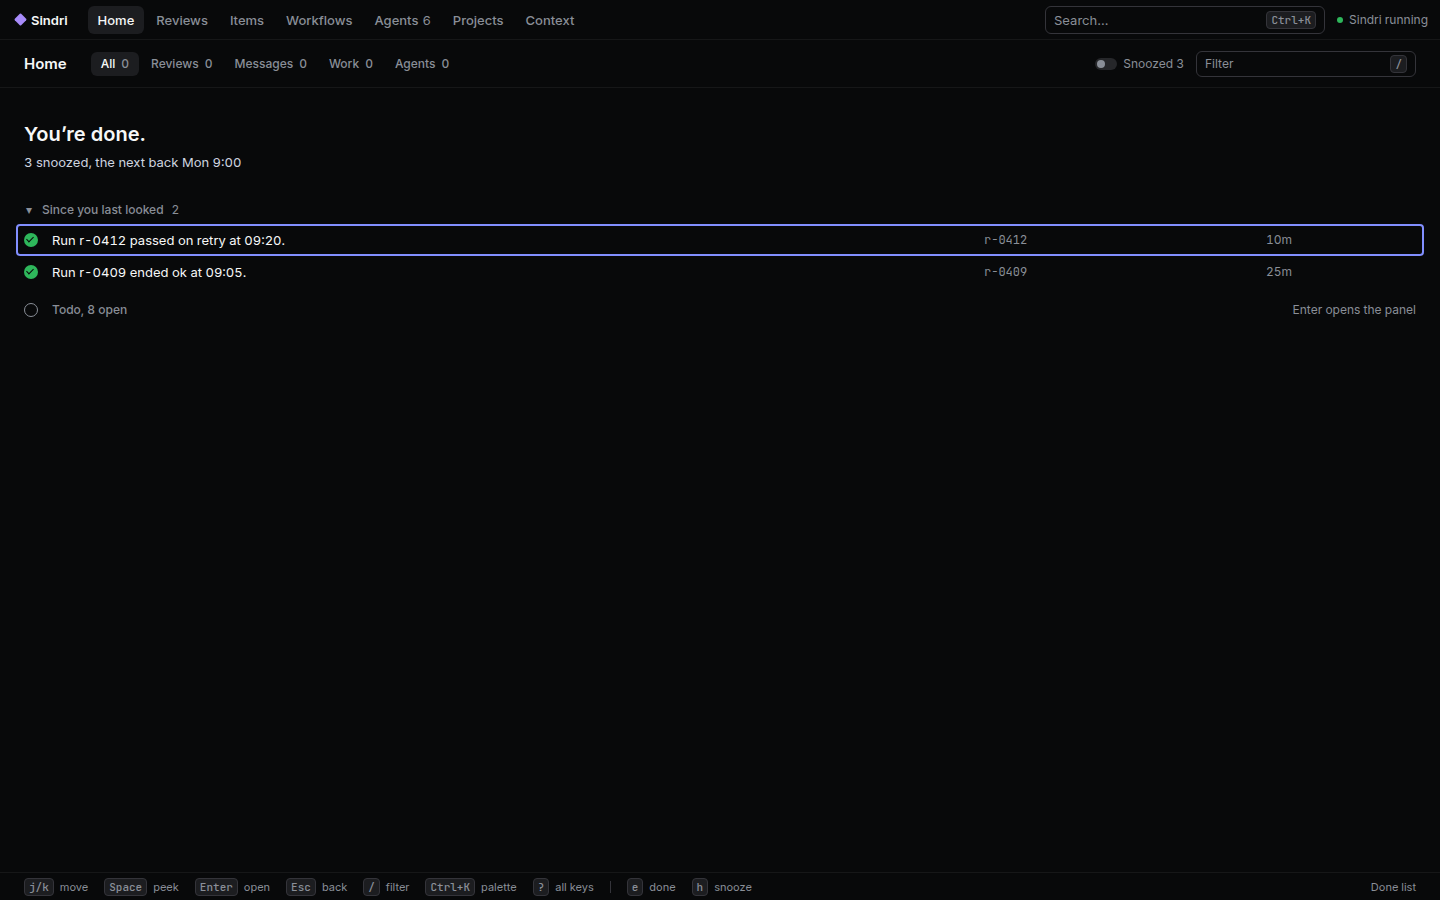 Sindri Home Reviews Items Workflows Agents 6 Projects Context Search... Ctrl+K Sindri running
Home All 0 Reviews 0 Messages 0 Work 0 Agents 0 Snoozed 3 Filter /
You're done.
3 snoozed, the next back Mon 9:00
▼ Since you last looked 2
Run r-0412 passed on retry at 09:20. r-0412 10m
Run r-0409 ended ok at 09:05. r-0409 25m
Todo, 8 open Enter opens the panel
j/k move Space peek Enter open Esc back / filter Ctrl+K palette ? all keys e done h snooze Done list